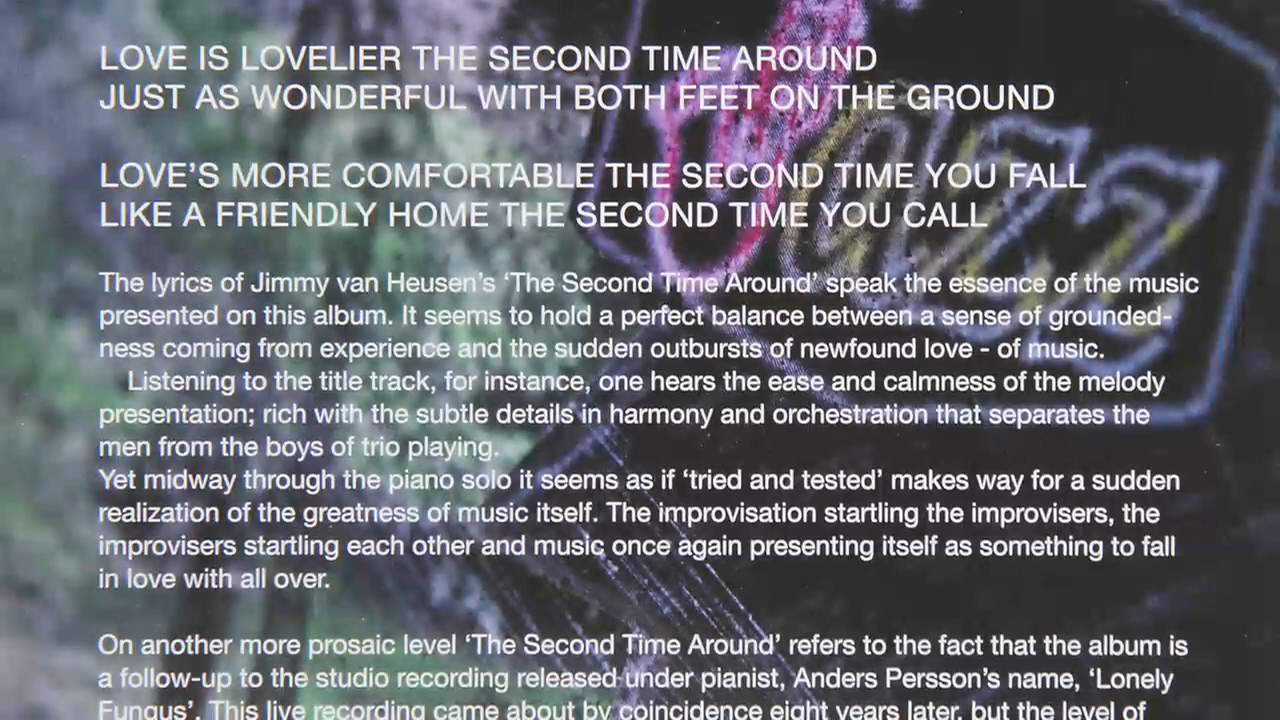 LOVE IS LOVELIER THE SECOND TIME AROUND
JUST AS WONDERFUL WITH BOTH FEET ON THE GROUND
LOVE'S MORE COMFORTABLE THE SECOND TIME YOU FALL
LIKE A FRIENDLY HOME THE SECOND TIME YOU CALL
The lyrics of Jimmy van Heusen's ‘The Second Time Around’ speak the essence of the music
presented on this album. It seems to hold a perfect balance between a sense of grounded-
ness coming from experience and the sudden outbursts of newfound love - of music.
Listening to the title track, for instance, one hears the ease and calmness of the melody
presentation; rich with the subtle details in harmony and orchestration that separates the
men from the boys of trio playing.
Yet midway through the piano solo it seems as if ‘tried and tested’ makes way for a sudden
realization of the greatness of music itself. The improvisation startling the improvisers, the
improvisers startling each other and music once again presenting itself as something to fall
in love with all over.
On another more prosaic level ‘The Second Time Around’ refers to the fact that the album is
a follow-up to the studio recording released under pianist, Anders Persson's name, ‘Lonely
Fungus’. This live recording came about by coincidence eight years later, but the level of
Jazz